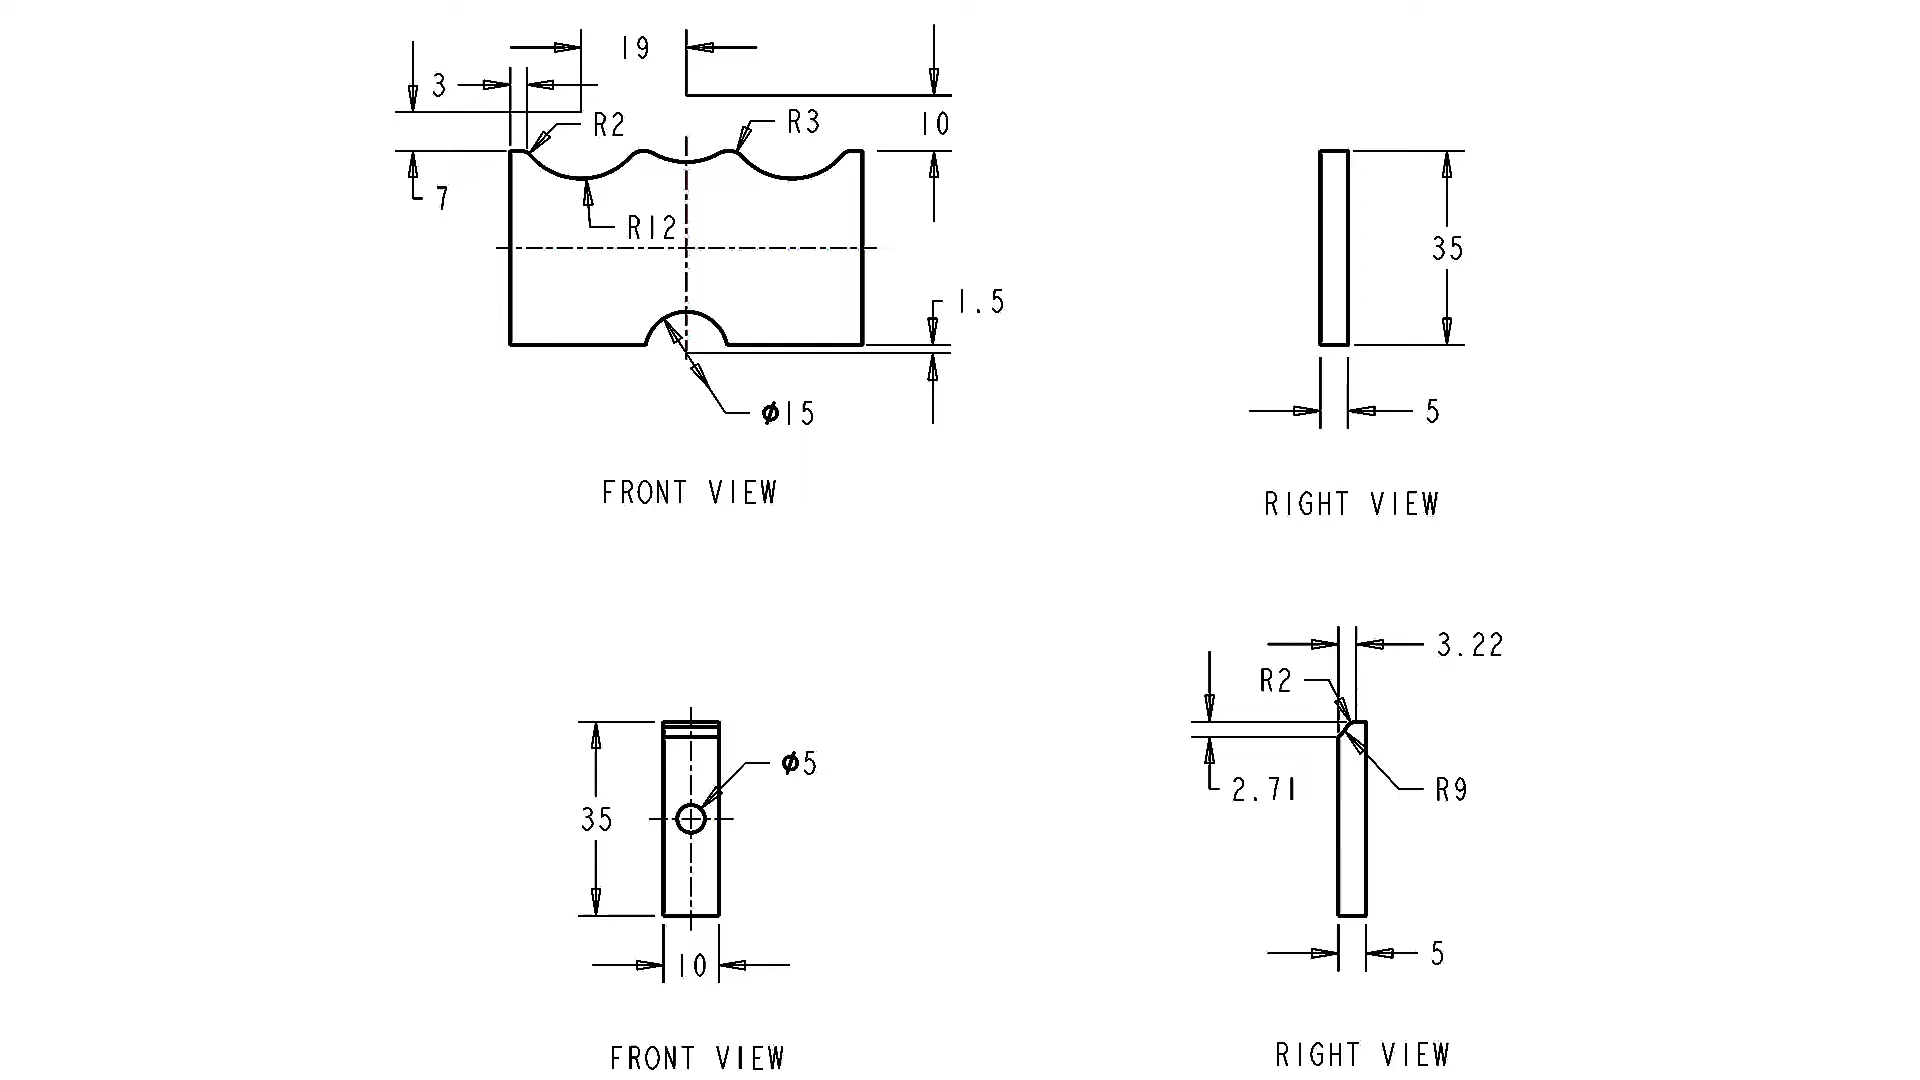 19
3
R2
R3
10
7
R12
35
1.5
5
ϕ15
FRONT VIEW
RIGHT VIEW
3.22
R2
ϕ5
2.71
R9
35
5
10
FRONT VIEW
RIGHT VIEW